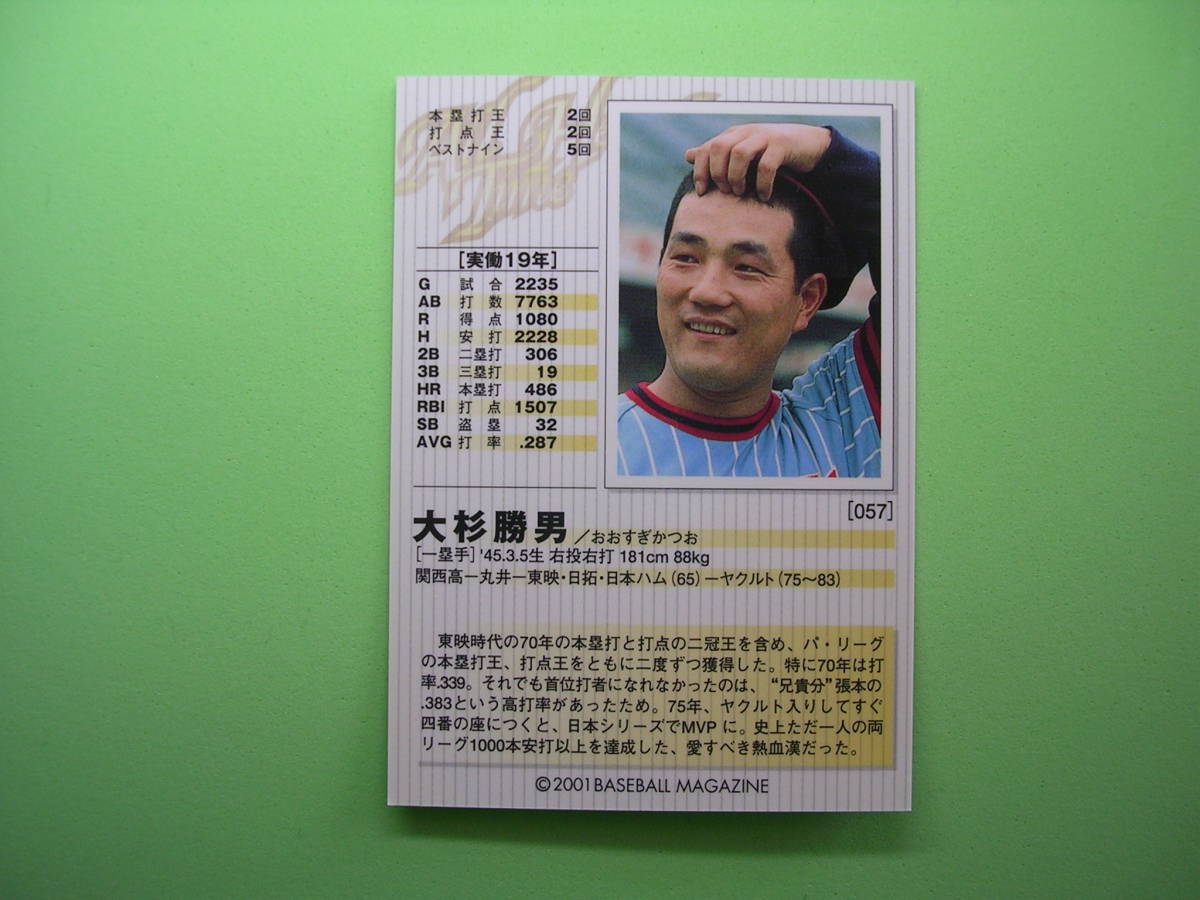 本塁打王 2回
打点王 2回
ベストナイン 5回
[実働19年]
G 試合 2235
AB 打数 7763
R 得点 1080
H 安打 2228
2B 二塁打 306
3B 三塁打 19
HR 本塁打 486
RBI 打点 1507
SB 盗塁 32
AVG 打率 .287
[057]
大杉勝男/おおすぎかつお
[一塁手] '45.3.5生 右投右打 181cm 88kg
関西高ー丸井ー東映・日拓・日本ハム(65)ーヤクルト(75〜83)
東映時代の70年の本塁打と打点の二冠王を含め、パ・リーグ
の本塁打王、打点王をともに二度ずつ獲得した。特に70年は打
率.339。それでも首位打者になれなかったのは、“兄貴分”張本の
.383という高打率があったため。75年、ヤクルト入りしてすぐ
四番の座につくと、日本シリーズでMVPに。史上ただ一人の両
リーグ1000本安打以上を達成した、愛すべき熱血漢だった。
©2001 BASEBALL MAGAZINE